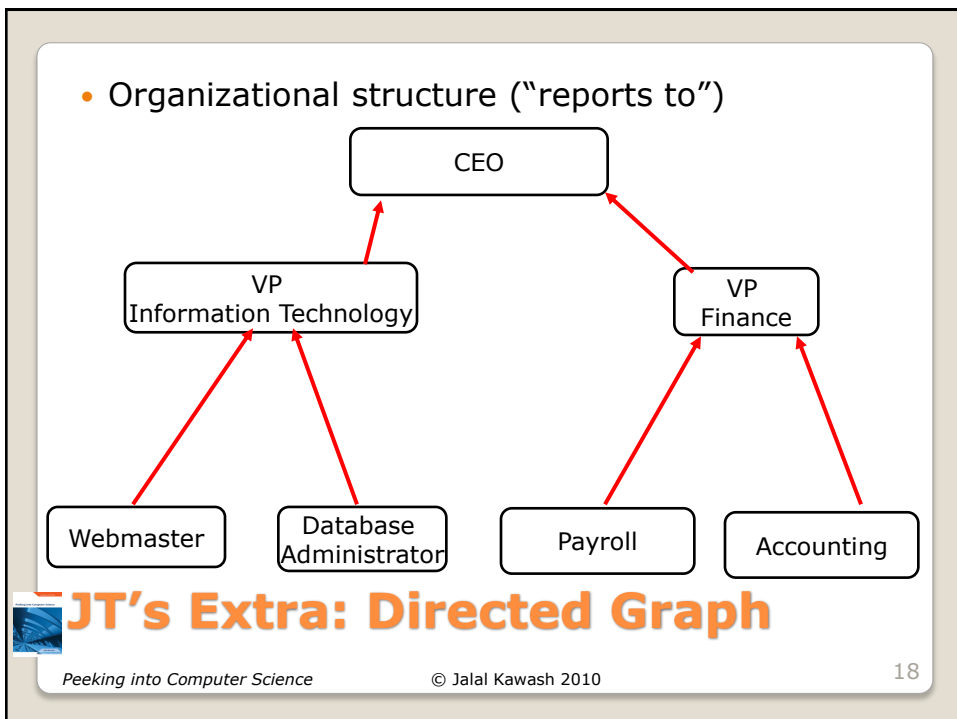 • Organizational structure (“reports to”)
CEO
VP
Information Technology
VP
Finance
Webmaster
Database
Administrator
Payroll
Accounting
JT’s Extra: Directed Graph
Peeking into Computer Science
© Jalal Kawash 2010
18